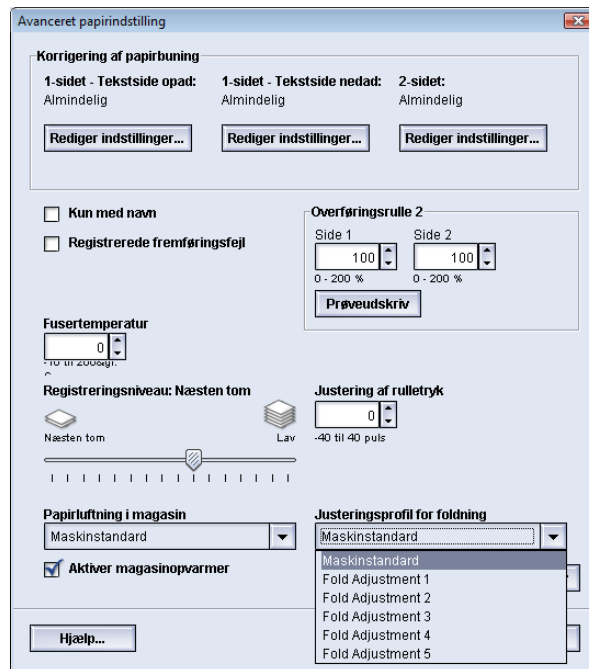 Avanceret papirindstilling
Korrigering af papirbuning
1-sidet - Tekstside opad: 1-sidet - Tekstside nedad: 2-sidet:
Almindelig Almindelig Almindelig
Rediger indstillinger... Rediger indstillinger... Rediger indstillinger...
Kun med navn
Registrerede fremføringsfejl
Overføringsrulle 2
Side 1 Side 2
100 100
0 - 200 % 0 - 200 %
Prøveudskriv
Fusertemperatur
0
-10 til 200&gr.
Registreringsniveau: Næsten tom
Næsten tom Lav
Justering af rulletryk
0
-40 til 40 puls
Papirluftning i magasin
Maskinstandard
Aktiver magasinopvarmer
Justeringsprofil for foldning
Maskinstandard
Maskinstandard
Fold Adjustment 1
Fold Adjustment 2
Fold Adjustment 3
Fold Adjustment 4
Fold Adjustment 5
Hjælp...